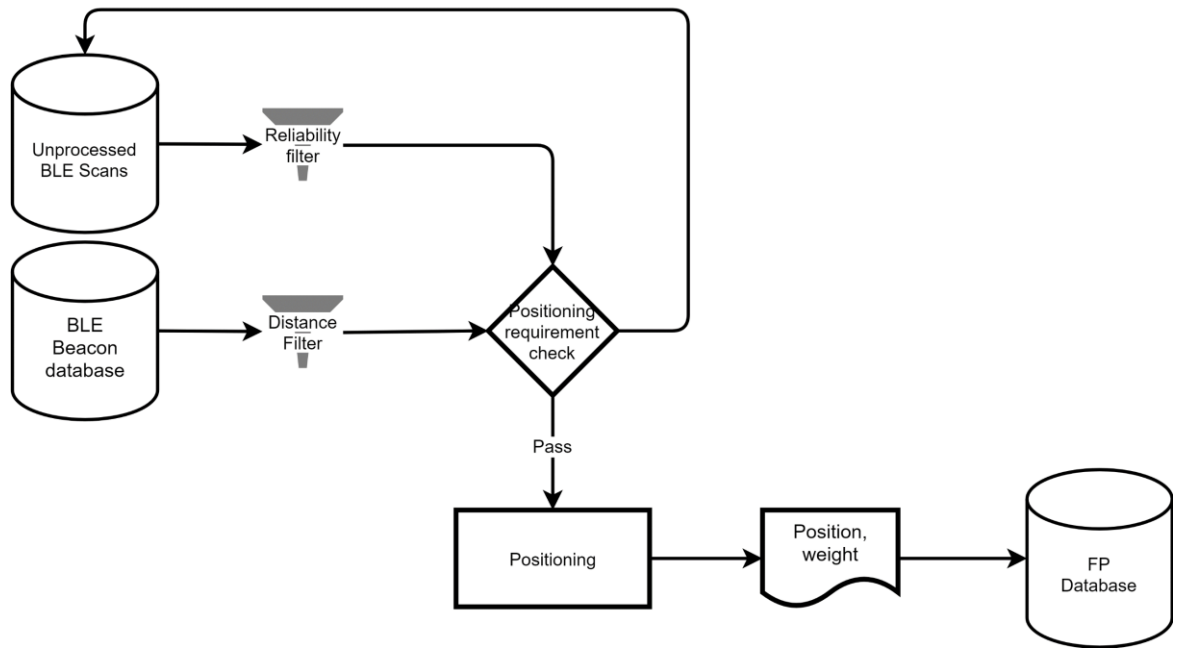 Unprocessed
BLE Scans
Reliability
filter
BLE
Beacon
database
Distance
Filter
Positioning
requirement
check
Pass
Positioning
Position,
weight
FP
Database